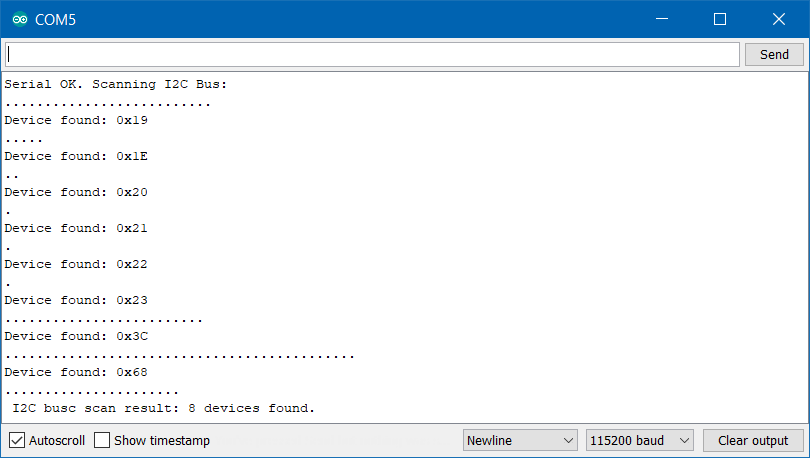 COM5
Send
Serial OK. Scanning I2C Bus:
..........................
Device found: 0x19
.....
Device found: 0x1E
..
Device found: 0x20
.
Device found: 0x21
.
Device found: 0x22
.
Device found: 0x23
.........................
Device found: 0x3C
............................................
Device found: 0x68
......................
I2C busc scan result: 8 devices found.
Autoscroll Show timestamp Newline 115200 baud Clear output